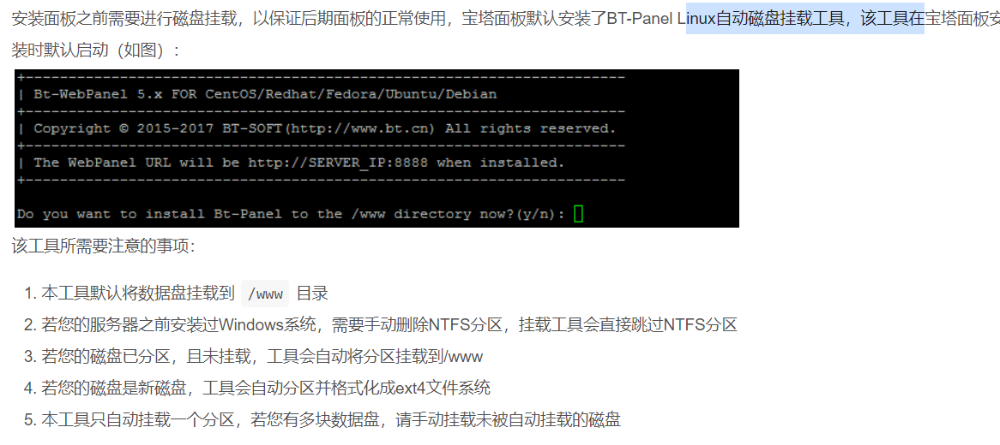 安装面板之前需要进行磁盘挂载，以保证后期面板的正常使用，宝塔面板默认安装了BT-Panel Linux自动磁盘挂载工具，该工具在宝塔面板安
装时默认启动（如图）：
+----------------------------------------------------------------------
| Bt-WebPanel 5.x FOR CentOS/Redhat/Fedora/Ubuntu/Debian
+----------------------------------------------------------------------
| Copyright © 2015-2017 BT-SOFT(http://www.bt.cn) All rights reserved.
+----------------------------------------------------------------------
| The WebPanel URL will be http://SERVER_IP:8888 when installed.
+----------------------------------------------------------------------
Do you want to install Bt-Panel to the /www directory now?(y/n):
该工具所需要注意的事项：
1. 本工具默认将数据盘挂载到 /www 目录
2. 若您的服务器之前安装过Windows系统，需要手动删除NTFS分区，挂载工具会直接跳过NTFS分区
3. 若您的磁盘已分区，且未挂载，工具会自动将分区挂载到/www
4. 若您的磁盘是新磁盘，工具会自动分区并格式化成ext4文件系统
5. 本工具只自动挂载一个分区，若您有多块数据盘，请手动挂载未被自动挂载的磁盘